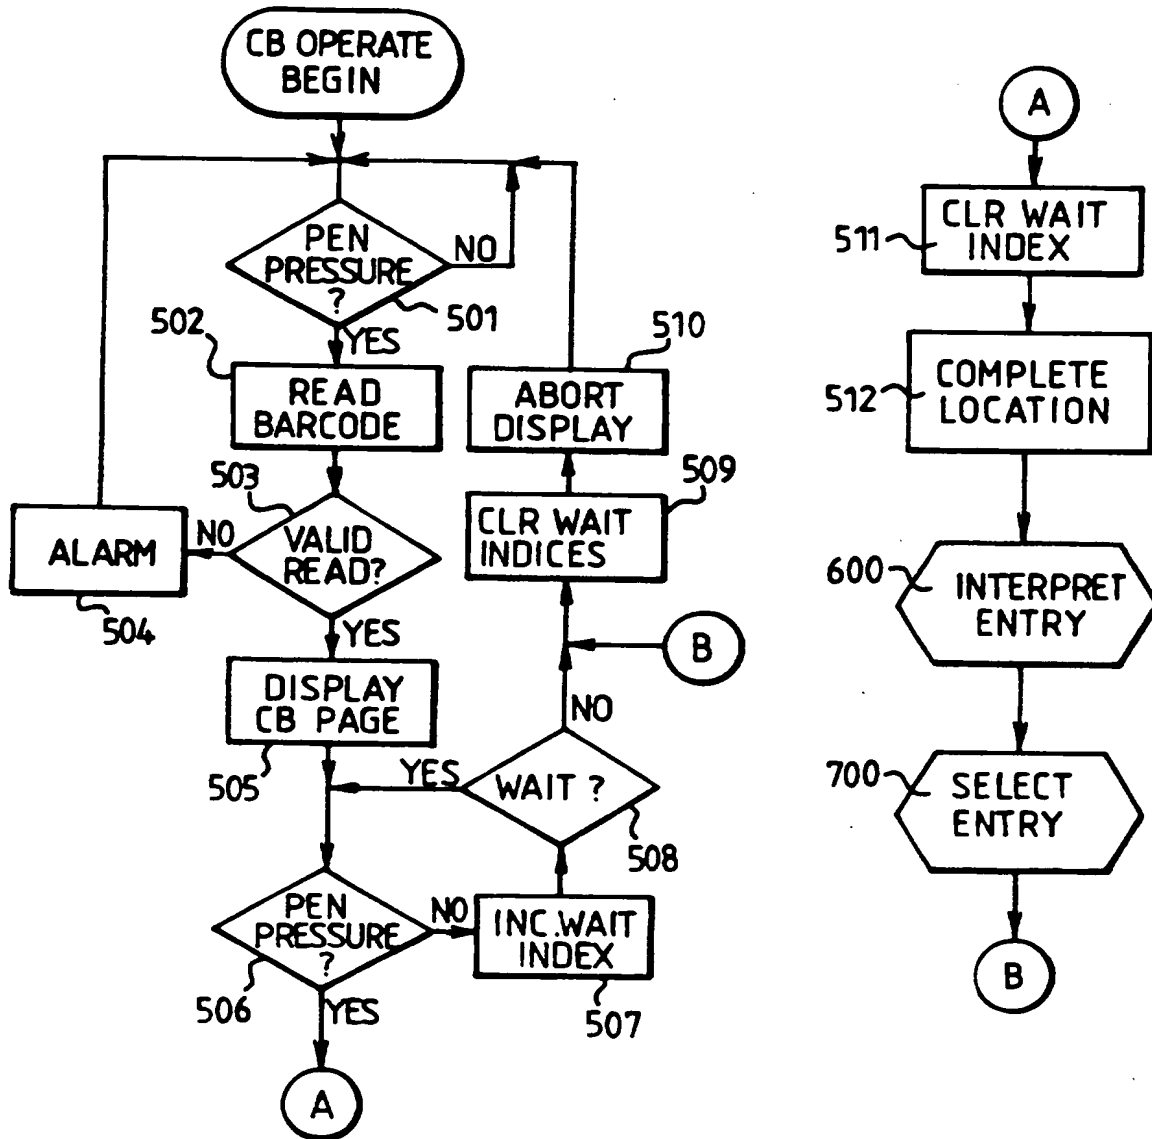 CB OPERATE
BEGIN
PEN
PRESSURE
?
NO
501
YES
502
READ
BARCODE
503
VALID
READ?
NO
ALARM
504
YES
DISPLAY
CB PAGE
505
PEN
PRESSURE
?
506
NO
YES
A
INC.WAIT
INDEX
507
WAIT ?
508
YES
NO
B
CLR WAIT
INDICES
509
ABORT
DISPLAY
510
A
CLR WAIT
INDEX
511
COMPLETE
LOCATION
512
INTERPRET
ENTRY
600
SELECT
ENTRY
700
B